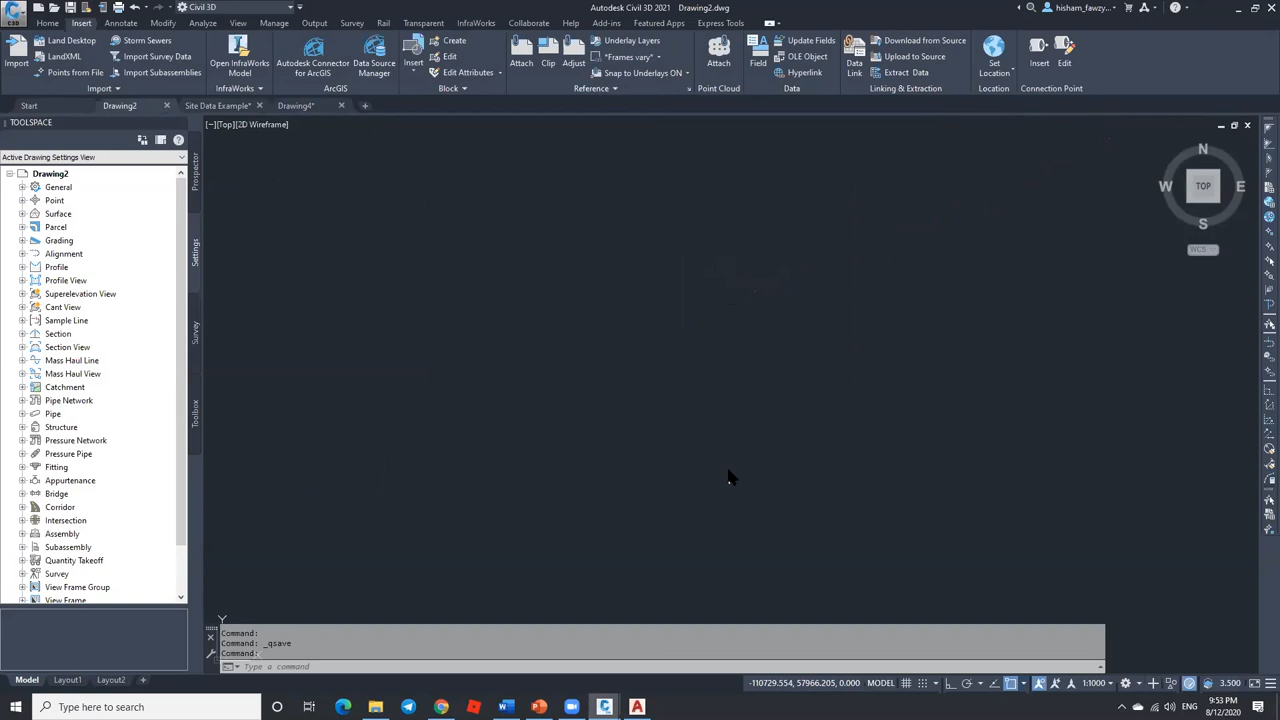 C3D
Civil 3D
Autodesk Civil 3D 2021 Drawing2.dwg
hisham_fawzy...
Home Insert Annotate Modify Analyze View Manage Output Survey Rail Transparent InfraWorks Collaborate Help Add-ins Featured Apps Express Tools
Land Desktop Storm Sewers Create Underlay Layers Update Fields Download from Source
LandXML Import Survey Data Edit *Frames vary* OLE Object Upload to Source
Points from File Import Subassemblies Edit Attributes Snap to Underlays ON Hyperlink Extract Data
Import Open InfraWorks Model Autodesk Connector for ArcGIS Data Source Manager Insert Attach Clip Adjust Attach Field Data Link Set Location Insert Edit
Import InfraWorks ArcGIS Block Reference Point Cloud Data Linking & Extraction Connection Point
Start Drawing2 Site Data Example* Drawing4*
TOOLSPACE
[−][Top][2D Wireframe]
Active Drawing Settings View
Prospector
Settings
Survey
Toolbox
Drawing2
General
Point
Surface
Parcel
Grading
Alignment
Profile
Profile View
Superelevation View
Cant View
Sample Line
Section
Section View
Mass Haul Line
Mass Haul View
Catchment
Pipe Network
Pipe
Structure
Pressure Network
Pressure Pipe
Fitting
Appurtenance
Bridge
Corridor
Intersection
Assembly
Subassembly
Quantity Takeoff
Survey
View Frame Group
View Frame
N
W TOP E
S
WCS
Y
Command:
Command: _qsave
Command:
Type a command
Model Layout1 Layout2
-110729.554, 57966.205, 0.000 MODEL 1:1000 3.500
Type here to search
9:53 PM
8/12/2020